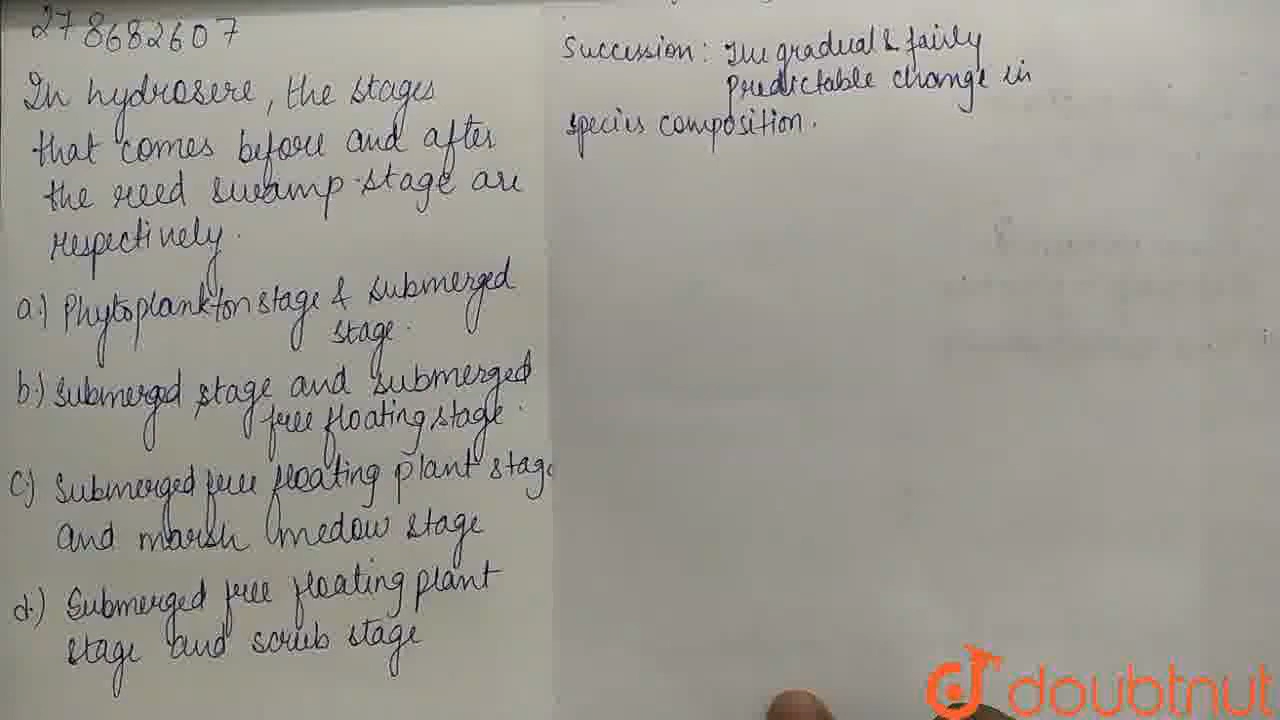 278682607
In hydrosere, the stages
that comes before and after
the reed swamp stage are
respectively.
a.) Phytoplankton stage & submerged
stage.
b.) Submerged stage and submerged
free floating stage.
c) Submerged free floating plant stage
and marsh medow stage
d.) Submerged free floating plant
stage and scrub stage
Succession: The gradual & fairly
Predictable change in
species composition.
doubtnut